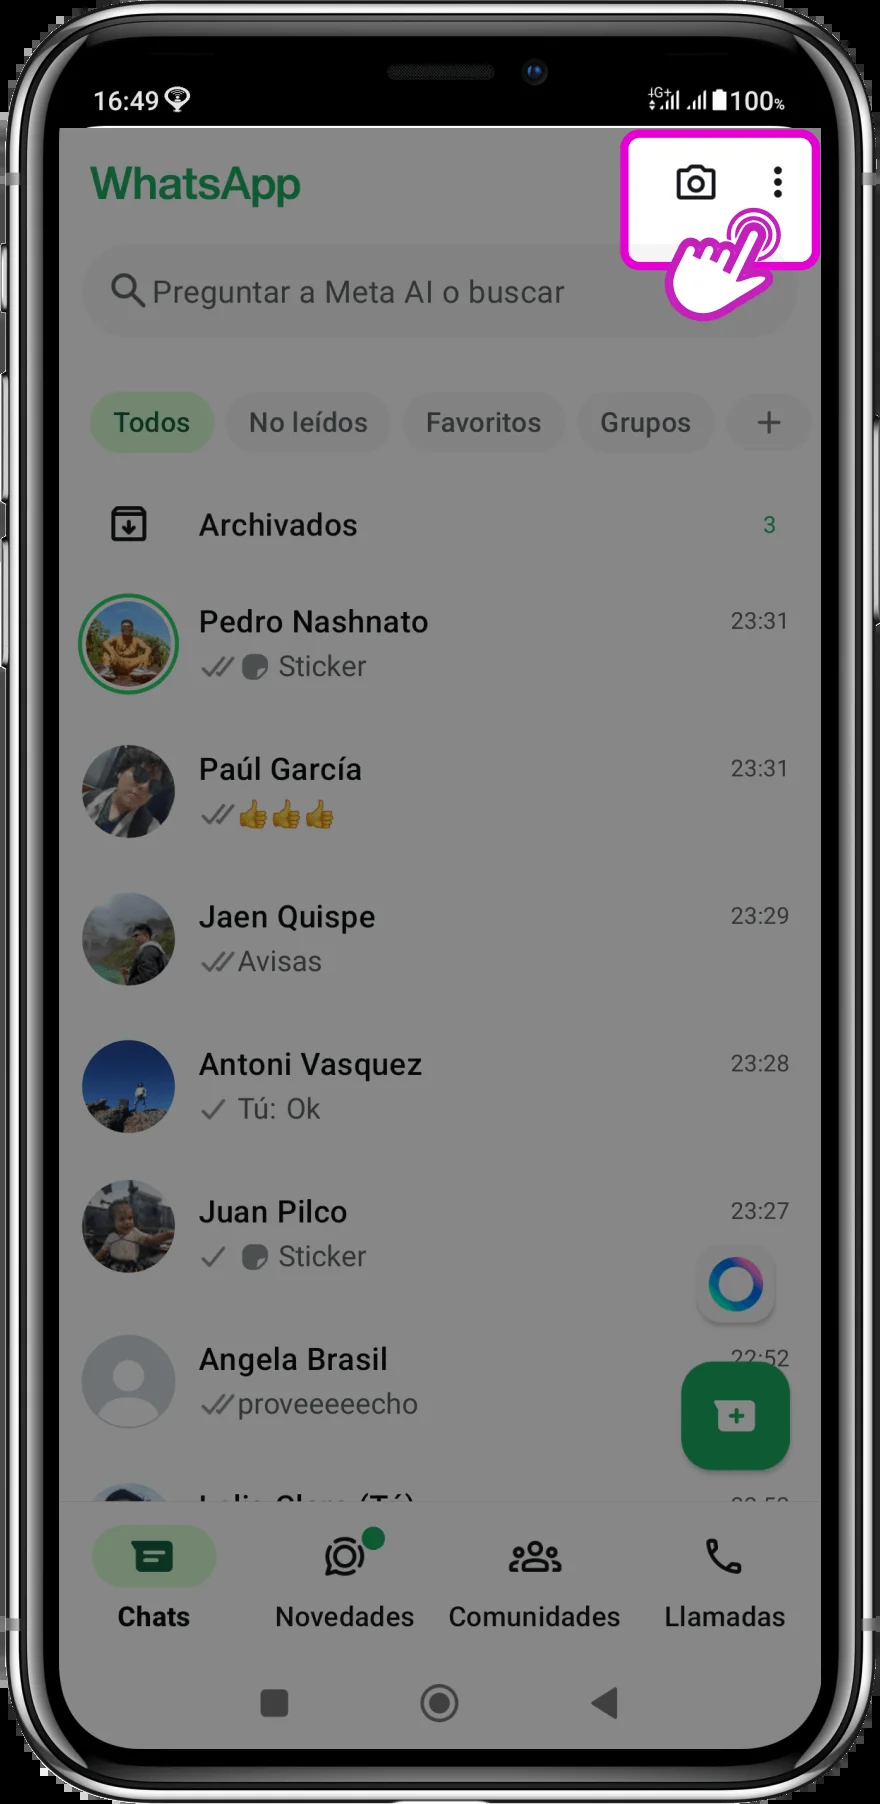 16:49 4G+ 100%
WhatsApp
Preguntar a Meta AI o buscar
Todos No leídos Favoritos Grupos +
Archivados 3
Pedro Nashnato 23:31
Sticker
Paúl García 23:31
👍👍👍
Jaen Quispe 23:29
Avisas
Antoni Vasquez 23:28
Tú: Ok
Juan Pilco 23:27
Sticker
Angela Brasil 22:52
proveeeeecho
Chats Novedades Comunidades Llamadas